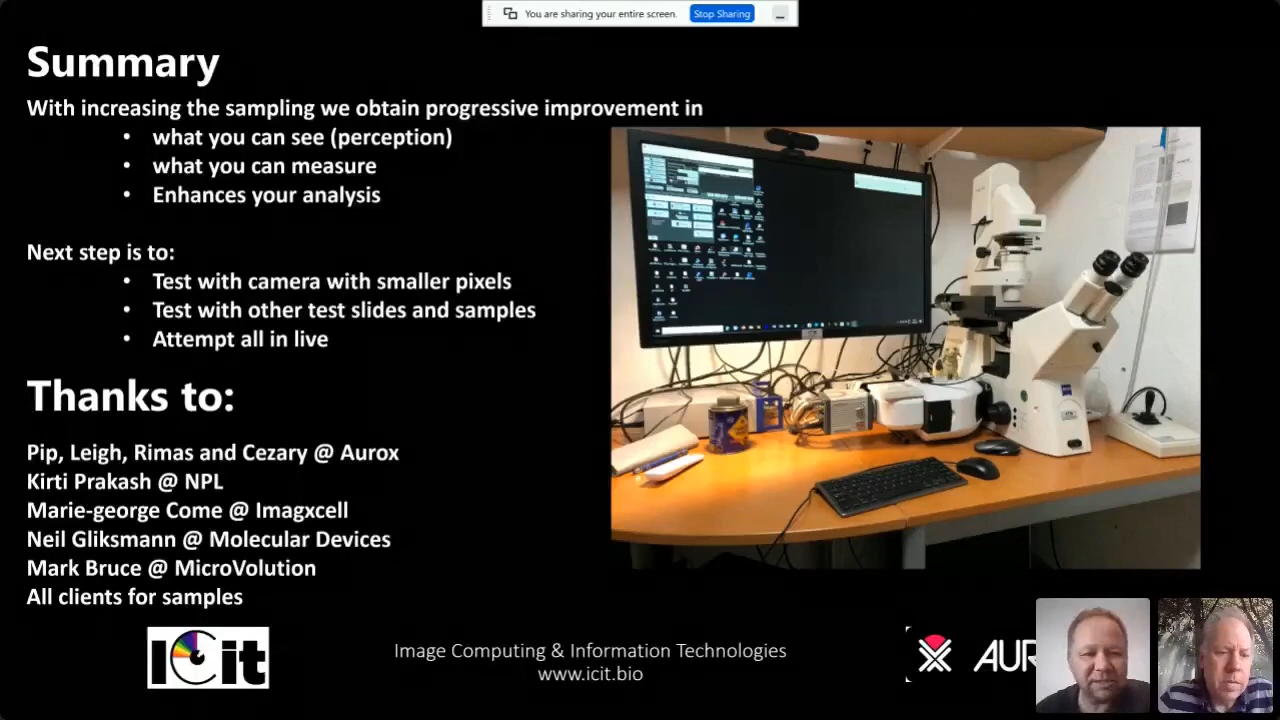 You are sharing your entire screen.
Stop Sharing
Summary
With increasing the sampling we obtain progressive improvement in
• what you can see (perception)
• what you can measure
• Enhances your analysis
Next step is to:
• Test with camera with smaller pixels
• Test with other test slides and samples
• Attempt all in live
Thanks to:
Pip, Leigh, Rimas and Cezary @ Aurox
Kirti Prakash @ NPL
Marie-george Come @ Imagxcell
Neil Gliksmann @ Molecular Devices
Mark Bruce @ MicroVolution
All clients for samples
ICit
Image Computing & Information Technologies
www.icit.bio
AUR